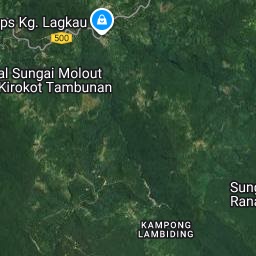 ps Kg. Lagkau
500
al Sungai Molout
Kirokot Tambunan
Sung
Rana
KAMPONG
LAMBIDING